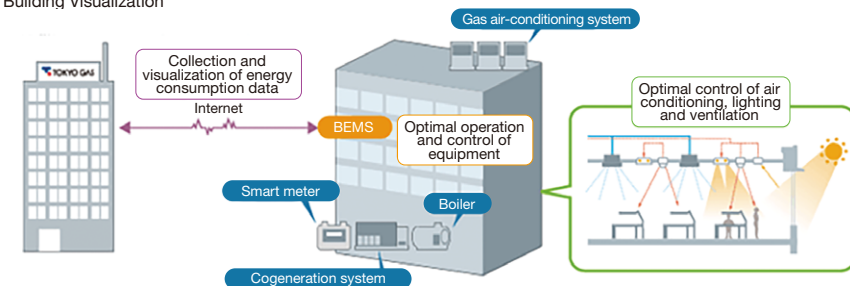 Building Visualization
Gas air-conditioning system
TOKYO GAS
Collection and
visualization of energy
consumption data
Internet
BEMS
Optimal operation
and control of
equipment
Optimal control of air
conditioning, lighting
and ventilation
Smart meter
Boiler
Cogeneration system